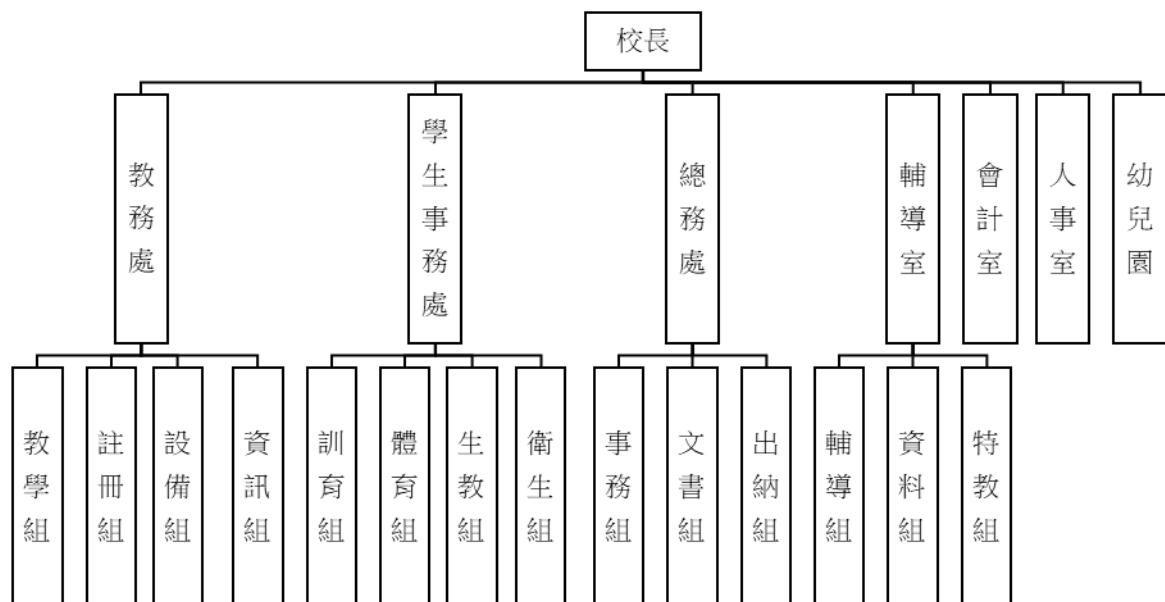 校長
教務處
學生事務處
總務處
輔導室
會計室
人事室
幼兒園
教學組
註冊組
設備組
資訊組
訓育組
體育組
生教組
衛生組
事務組
文書組
出納組
輔導組
資料組
特教組